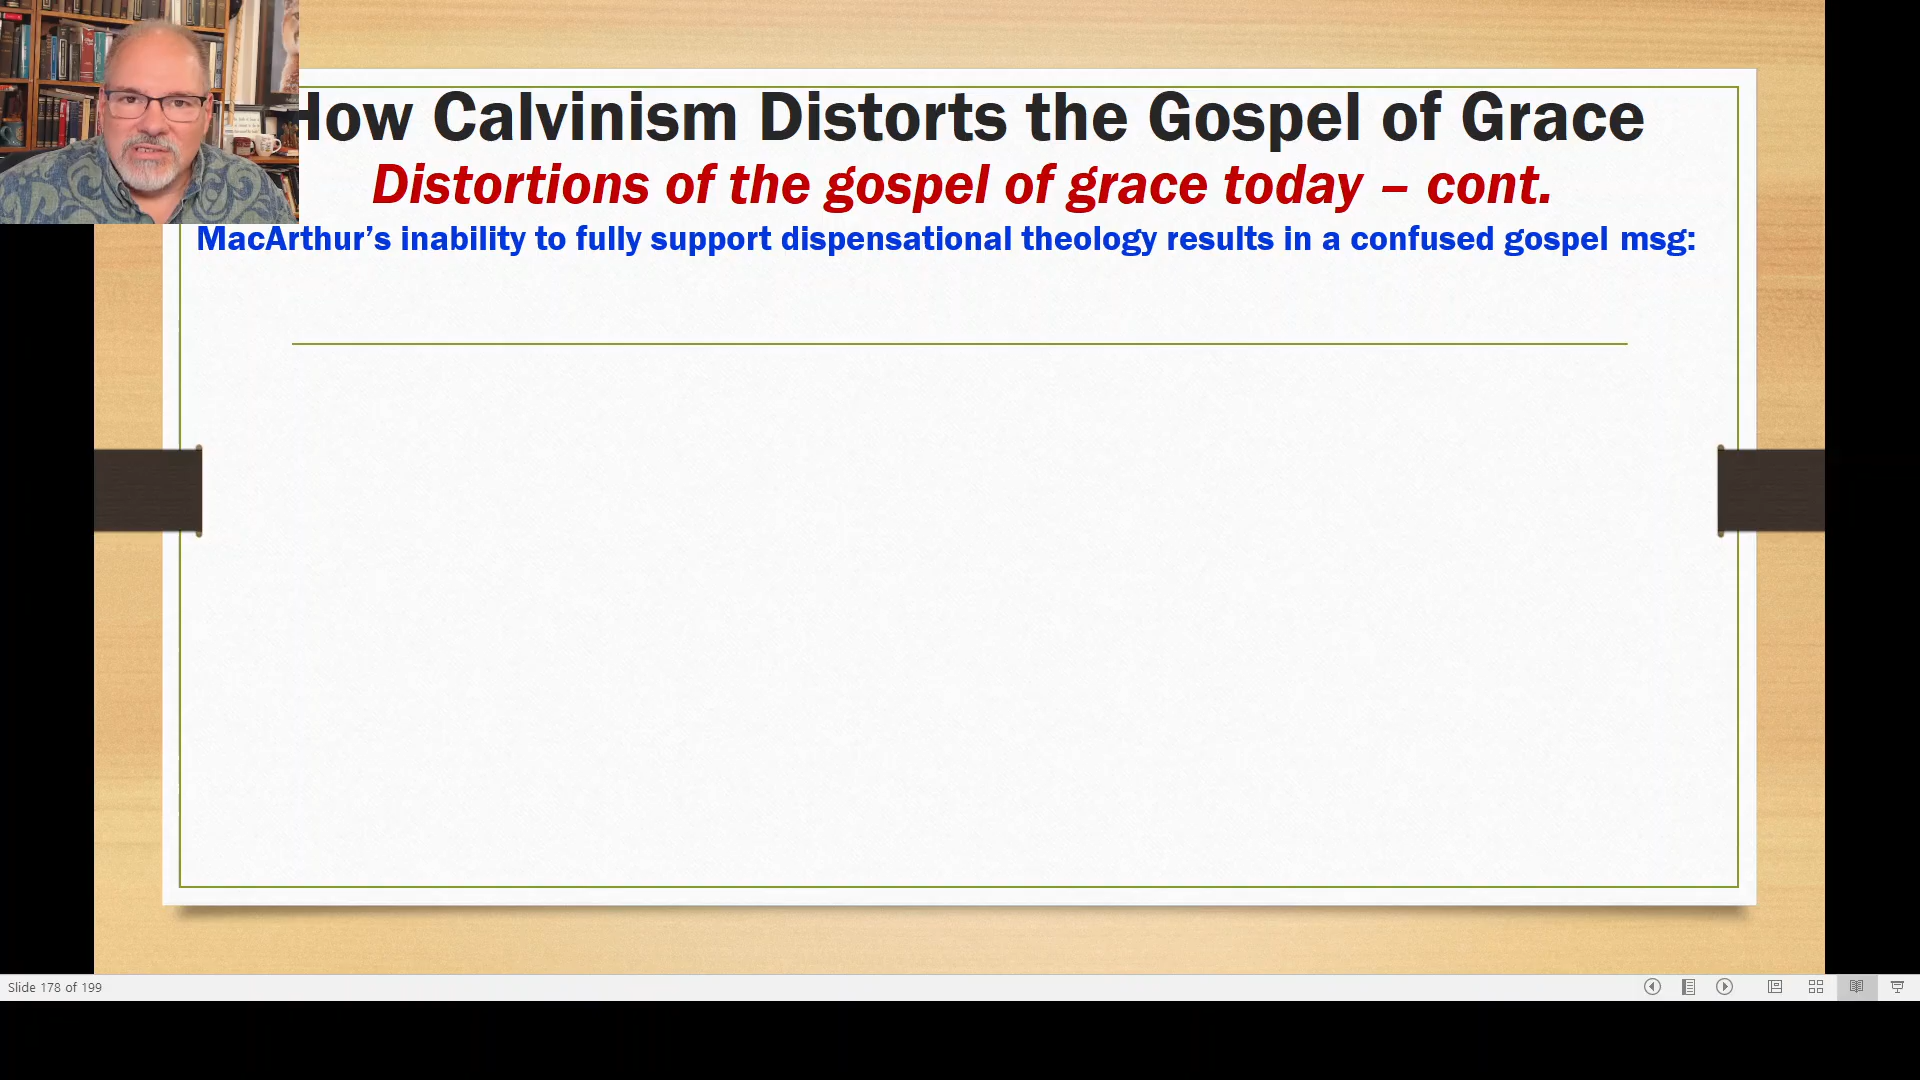 How Calvinism Distorts the Gospel of Grace
Distortions of the gospel of grace today – cont.
MacArthur’s inability to fully support dispensational theology results in a confused gospel msg:
Slide 178 of 199